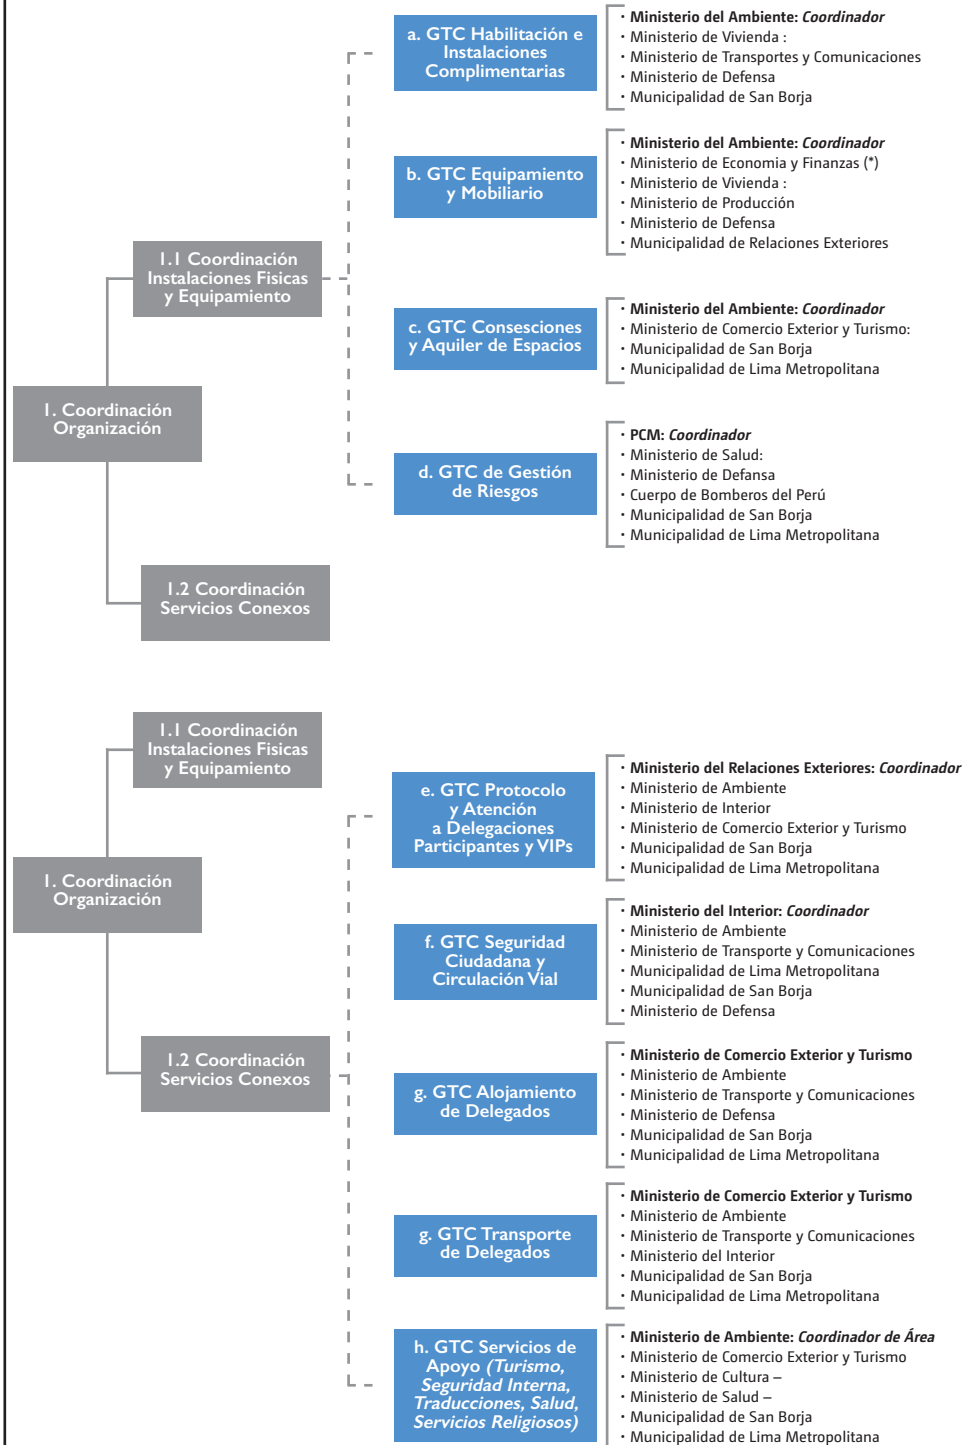 a. GTC Habilitación e
Instalaciones
Complimentarias
· Ministerio del Ambiente: Coordinador
· Ministerio de Vivienda :
· Ministerio de Transportes y Comunicaciones
· Ministerio de Defensa
· Municipalidad de San Borja
b. GTC Equipamiento
y Mobiliario
· Ministerio del Ambiente: Coordinador
· Ministerio de Economia y Finanzas (*)
· Ministerio de Vivienda :
· Ministerio de Producción
· Ministerio de Defensa
· Municipalidad de Relaciones Exteriores
1.1 Coordinación
Instalaciones Fisicas
y Equipamiento
c. GTC Consesciones
y Aquiler de Espacios
· Ministerio del Ambiente: Coordinador
· Ministerio de Comercio Exterior y Turismo:
· Municipalidad de San Borja
· Municipalidad de Lima Metropolitana
1. Coordinación
Organización
d. GTC de Gestión
de Riesgos
· PCM: Coordinador
· Ministerio de Salud:
· Ministerio de Defansa
· Cuerpo de Bomberos del Perú
· Municipalidad de San Borja
· Municipalidad de Lima Metropolitana
1.2 Coordinación
Servicios Conexos
1.1 Coordinación
Instalaciones Fisicas
y Equipamiento
e. GTC Protocolo
y Atención
a Delegaciones
Participantes y VIPs
· Ministerio del Relaciones Exteriores: Coordinador
· Ministerio de Ambiente
· Ministerio de Interior
· Ministerio de Comercio Exterior y Turismo
· Municipalidad de San Borja
· Municipalidad de Lima Metropolitana
1. Coordinación
Organización
f. GTC Seguridad
Ciudadana y
Circulación Vial
· Ministerio del Interior: Coordinador
· Ministerio de Ambiente
· Ministerio de Transporte y Comunicaciones
· Municipalidad de Lima Metropolitana
· Municipalidad de San Borja
· Ministerio de Defensa
1.2 Coordinación
Servicios Conexos
g. GTC Alojamiento
de Delegados
· Ministerio de Comercio Exterior y Turismo
· Ministerio de Ambiente
· Ministerio de Transporte y Comunicaciones
· Ministerio de Defensa
· Municipalidad de San Borja
· Municipalidad de Lima Metropolitana
g. GTC Transporte
de Delegados
· Ministerio de Comercio Exterior y Turismo
· Ministerio de Ambiente
· Ministerio de Transporte y Comunicaciones
· Ministerio del Interior
· Municipalidad de San Borja
· Municipalidad de Lima Metropolitana
h. GTC Servicios de
Apoyo (Turismo,
Seguridad Interna,
Traducciones, Salud,
Servicios Religiosos)
· Ministerio de Ambiente: Coordinador de Área
· Ministerio de Comercio Exterior y Turismo
· Ministerio de Cultura –
· Ministerio de Salud –
· Municipalidad de San Borja
· Municipalidad de Lima Metropolitana